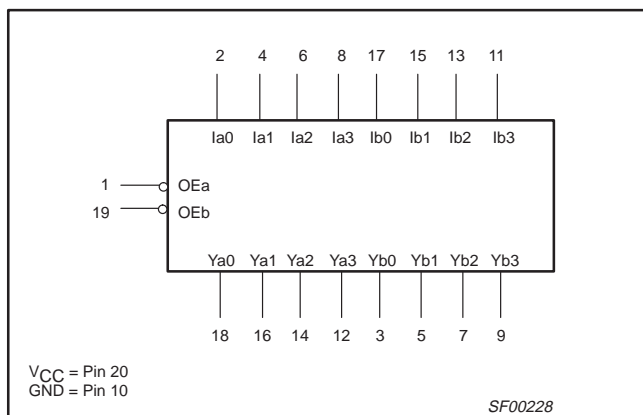 2 4 6 8 17 15 13 11
Ia0 Ia1 Ia2 Ia3 Ib0 Ib1 Ib2 Ib3
1 OEa
19 OEb
Ya0 Ya1 Ya2 Ya3 Yb0 Yb1 Yb2 Yb3
18 16 14 12 3 5 7 9
VCC = Pin 20
GND = Pin 10
SF00228